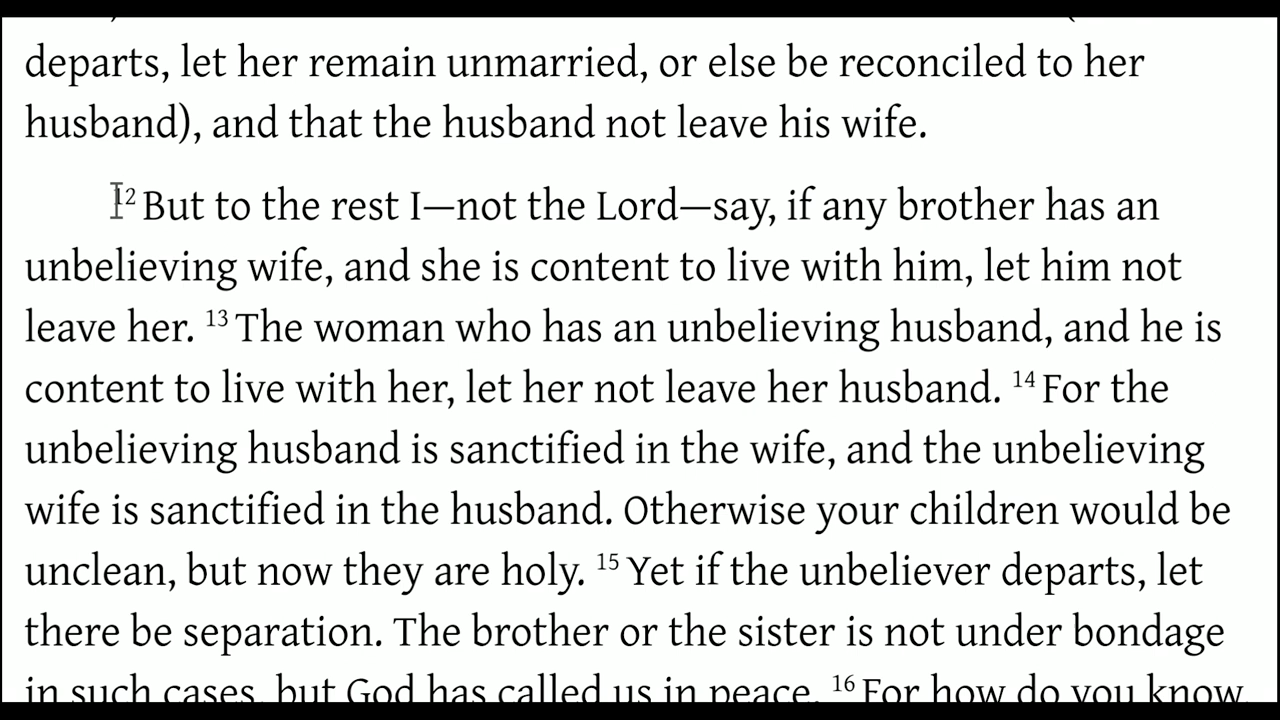 departs, let her remain unmarried, or else be reconciled to her
husband), and that the husband not leave his wife.
12 But to the rest I—not the Lord—say, if any brother has an
unbelieving wife, and she is content to live with him, let him not
leave her. 13 The woman who has an unbelieving husband, and he is
content to live with her, let her not leave her husband. 14 For the
unbelieving husband is sanctified in the wife, and the unbelieving
wife is sanctified in the husband. Otherwise your children would be
unclean, but now they are holy. 15 Yet if the unbeliever departs, let
there be separation. The brother or the sister is not under bondage
in such cases, but God has called us in peace. 16 For how do you know,